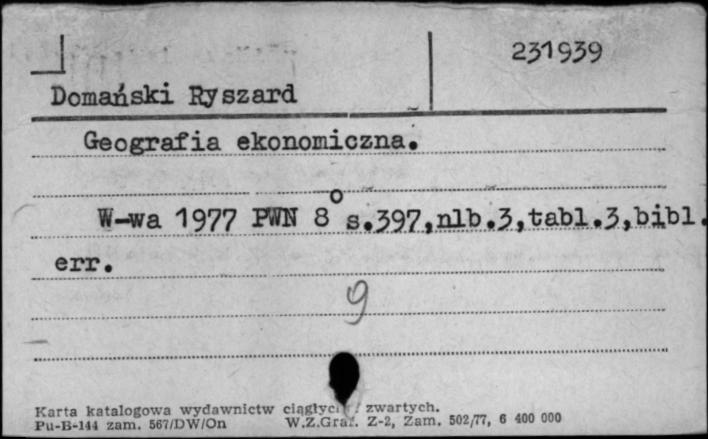 231939
Domański Ryszard
Geografia ekonomiczna.
W-wa 1977 PWN 8° s.397,nlb.3,tabl.3,bibl.
err.
9
Karta katalogowa wydawnictw ciągłyc zwartych.
Pu-B-144 zam. 567/DW/On W.Z.Graf. Z-2, Zam. 502/77, 6 400 000